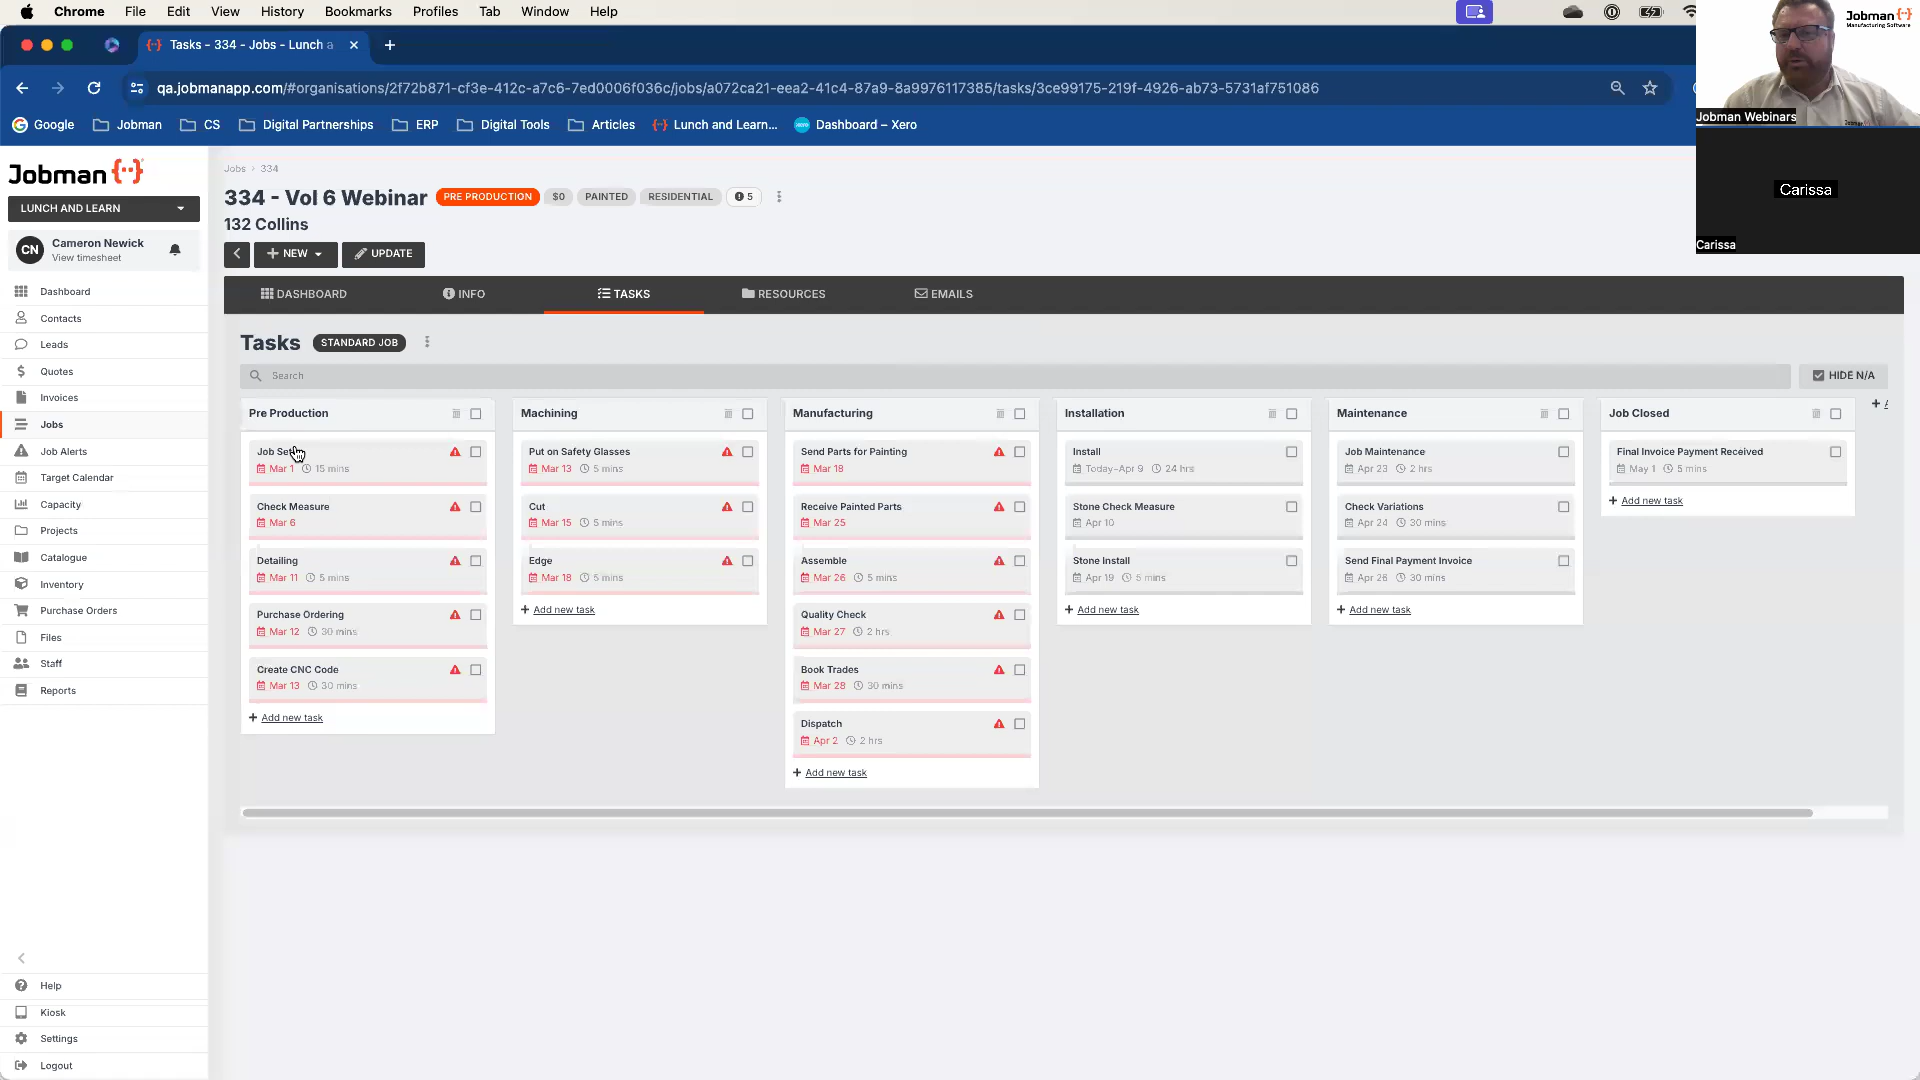 Chrome File Edit View History Bookmarks Profiles Tab Window Help
Tasks - 334 - Jobs - Lunch a
qa.jobmanapp.com/#organisations/2f72b871-cf3e-412c-a7c6-7ed0006f036c/jobs/a072ca21-eea2-41c4-87a9-8a9976117385/tasks/3ce99175-219f-4926-ab73-5731af751086
Google Jobman CS Digital Partnerships ERP Digital Tools Articles Lunch and Learn... Dashboard – Xero
Jobman
Manufacturing Software
Jobman Webinars
Carissa
Carissa
Jobman
LUNCH AND LEARN
CN
Cameron Newick
View timesheet
Dashboard
Contacts
Leads
Quotes
Invoices
Jobs
Job Alerts
Target Calendar
Capacity
Projects
Catalogue
Inventory
Purchase Orders
Files
Staff
Reports
Help
Kiosk
Settings
Logout
Jobs › 334
334 - Vol 6 Webinar PRE PRODUCTION $0 PAINTED RESIDENTIAL 5
132 Collins
NEW UPDATE
DASHBOARD INFO TASKS RESOURCES EMAILS
Tasks STANDARD JOB
Search HIDE N/A
Pre Production
Job Set
Mar 1 15 mins
Check Measure
Mar 6
Detailing
Mar 11 5 mins
Purchase Ordering
Mar 12 30 mins
Create CNC Code
Mar 13 30 mins
+ Add new task
Machining
Put on Safety Glasses
Mar 13 5 mins
Cut
Mar 15 5 mins
Edge
Mar 18 5 mins
+ Add new task
Manufacturing
Send Parts for Painting
Mar 18
Receive Painted Parts
Mar 25
Assemble
Mar 26 5 mins
Quality Check
Mar 27 2 hrs
Book Trades
Mar 28 30 mins
Dispatch
Apr 2 2 hrs
+ Add new task
Installation
Install
Today-Apr 9 24 hrs
Stone Check Measure
Apr 10
Stone Install
Apr 19 5 mins
+ Add new task
Maintenance
Job Maintenance
Apr 23 2 hrs
Check Variations
Apr 24 30 mins
Send Final Payment Invoice
Apr 26 30 mins
+ Add new task
Job Closed
Final Invoice Payment Received
May 1 5 mins
+ Add new task
+ A